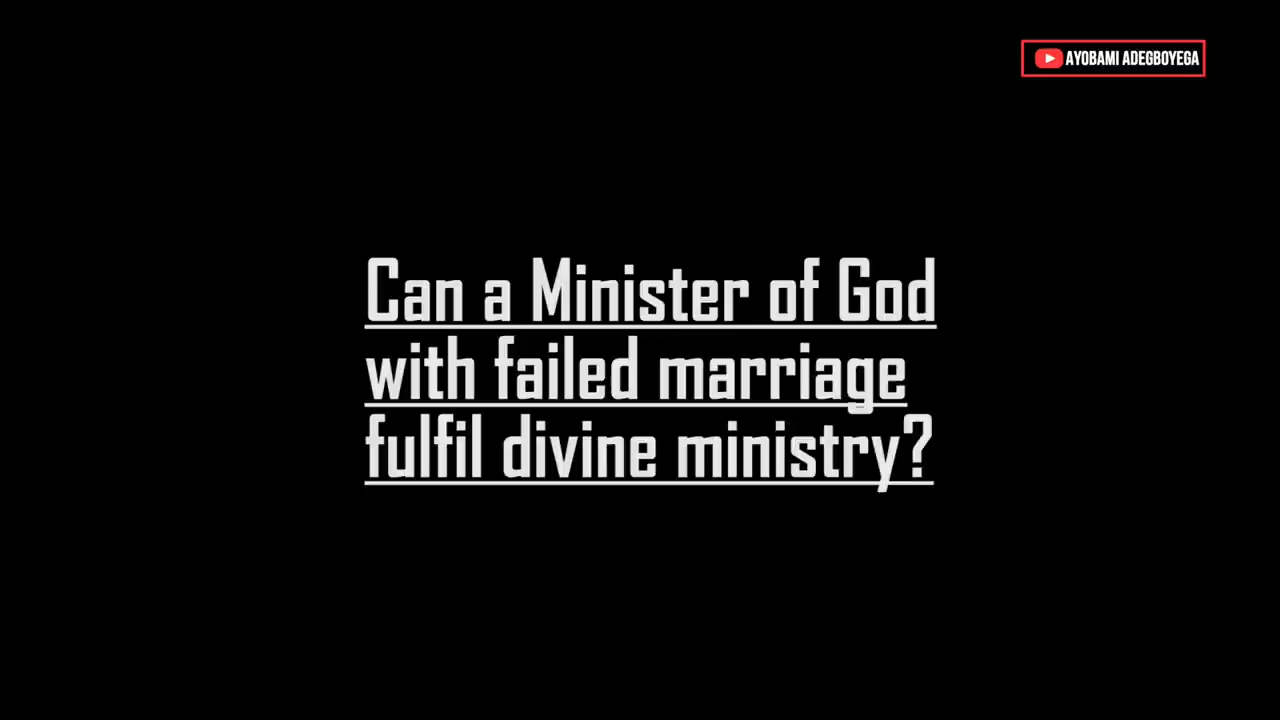 AYOBAMI ADEGBOYEGA
Can a Minister of God
with failed marriage
fulfil divine ministry?